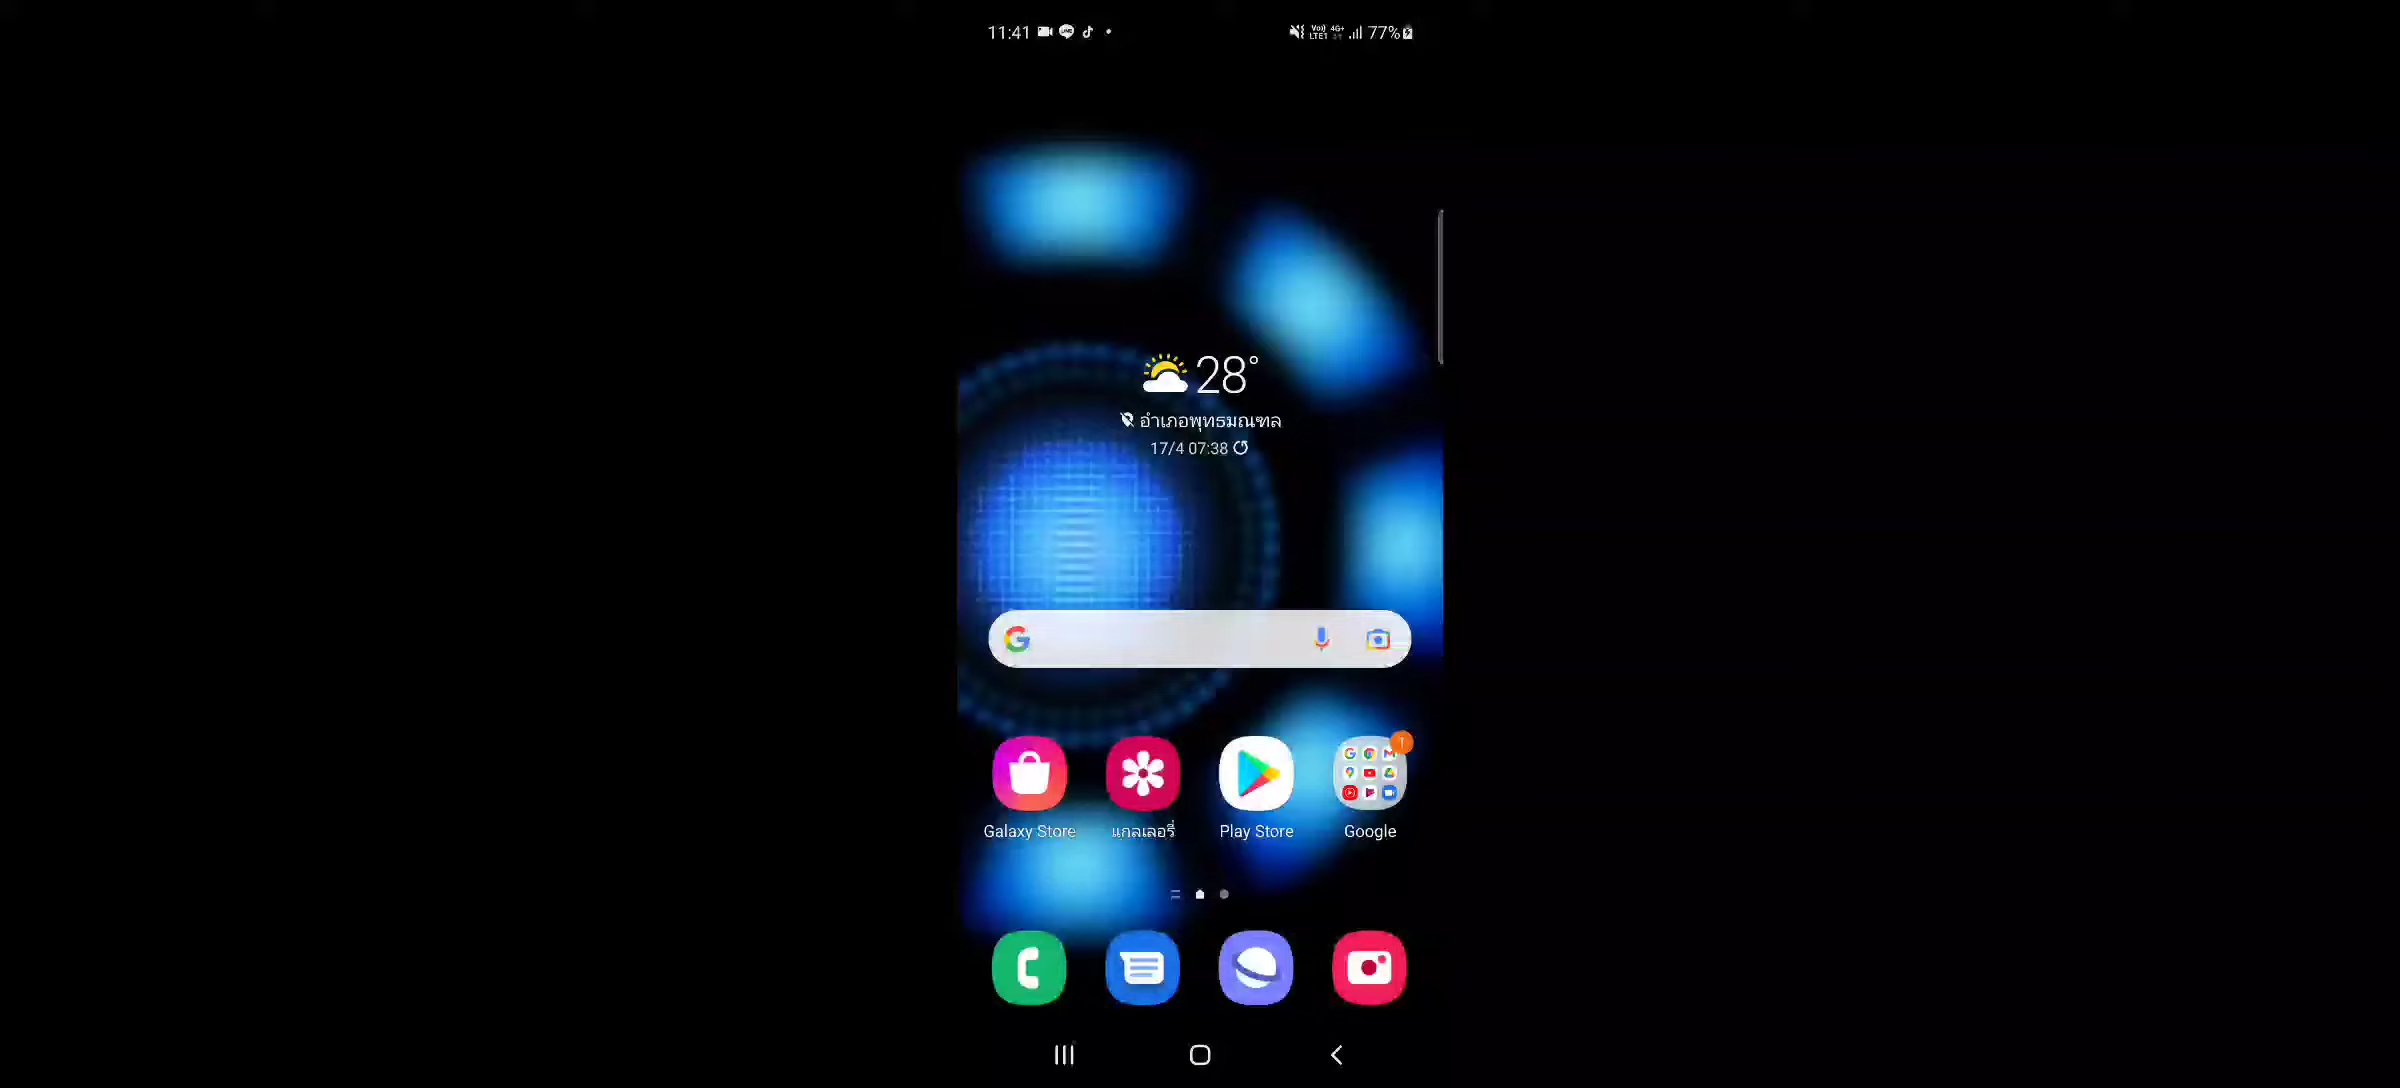 11:41
77%
28°
อำเภอพุทธมณฑล
17/4 07:38
Galaxy Store
แกลเลอรี่
Play Store
Google
1